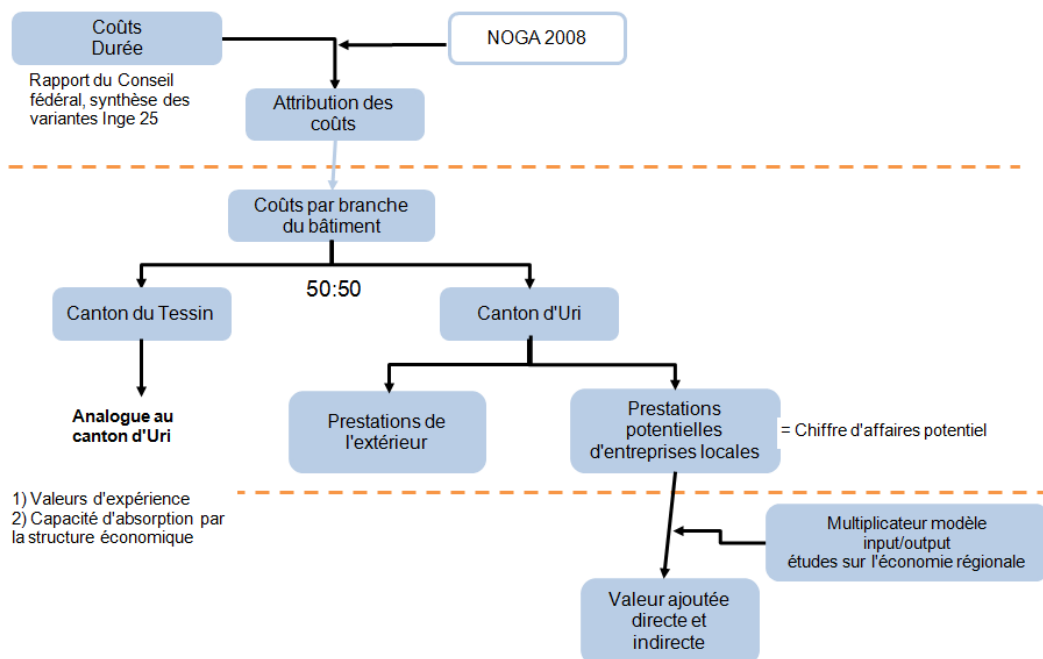 Coûts
Durée
NOGA 2008
Rapport du Conseil
fédéral, synthèse des
variantes Inge 25
Attribution des
coûts
Coûts par branche
du bâtiment
50:50
Canton du Tessin
Canton d'Uri
Analogue au
canton d'Uri
Prestations de
l'extérieur
Prestations
potentielles
d'entreprises locales
= Chiffre d'affaires potentiel
1) Valeurs d'expérience
2) Capacité d'absorption par
la structure économique
Multiplicateur modèle
input/output
études sur l'économie régionale
Valeur ajoutée
directe et
indirecte